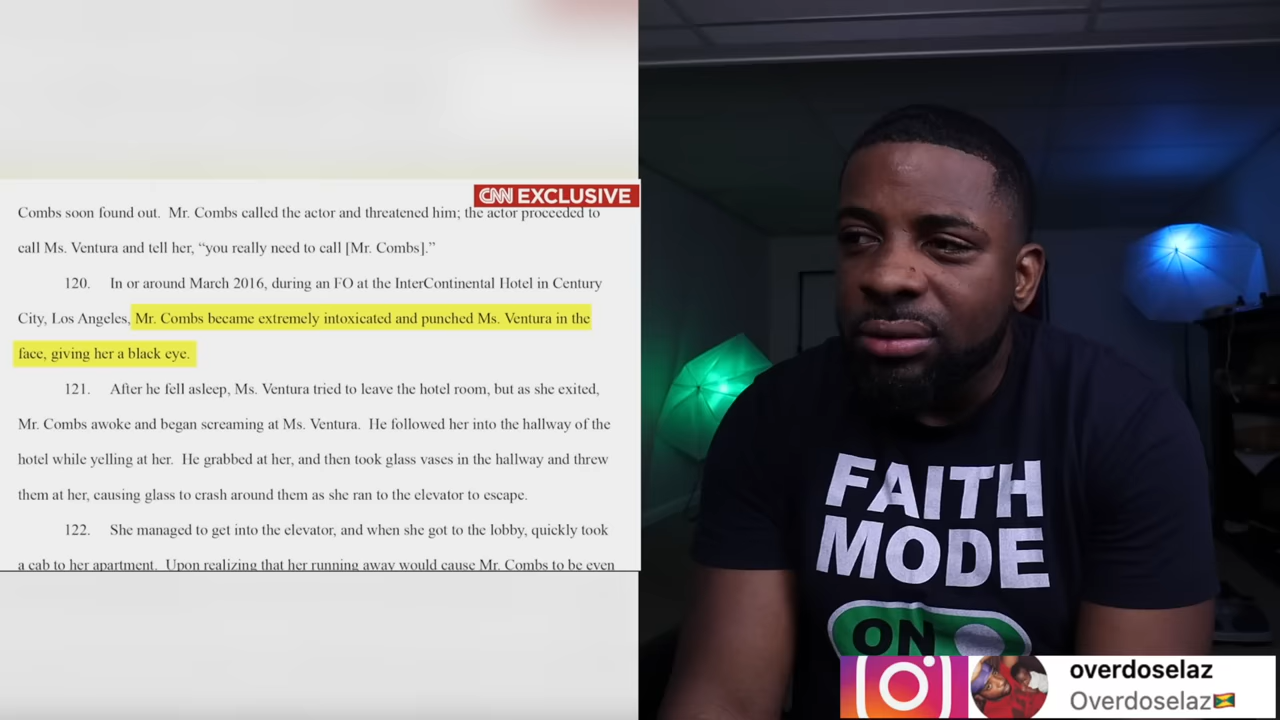 CNN EXCLUSIVE
Combs soon found out. Mr. Combs called the actor and threatened him; the actor proceeded to
call Ms. Ventura and tell her, “you really need to call [Mr. Combs].”
120. In or around March 2016, during an FO at the InterContinental Hotel in Century
City, Los Angeles, Mr. Combs became extremely intoxicated and punched Ms. Ventura in the
face, giving her a black eye.
121. After he fell asleep, Ms. Ventura tried to leave the hotel room, but as she exited,
Mr. Combs awoke and began screaming at Ms. Ventura. He followed her into the hallway of the
hotel while yelling at her. He grabbed at her, and then took glass vases in the hallway and threw
them at her, causing glass to crash around them as she ran to the elevator to escape.
122. She managed to get into the elevator, and when she got to the lobby, quickly took
a cab to her apartment. Upon realizing that her running away would cause Mr. Combs to be even
FAITH
MODE
ON
overdoselaz
Overdoselaz🇬🇩